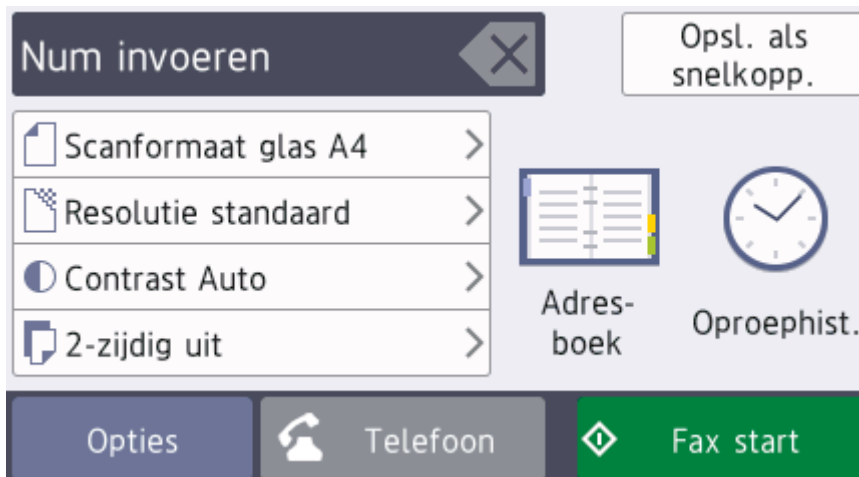 Num invoeren
Opsl. als
snelkopp.
Scanformaat glas A4
Resolutie standaard
Contrast Auto
2-zijdig uit
Adres-
boek
Oproephist.
Opties
Telefoon
Fax start